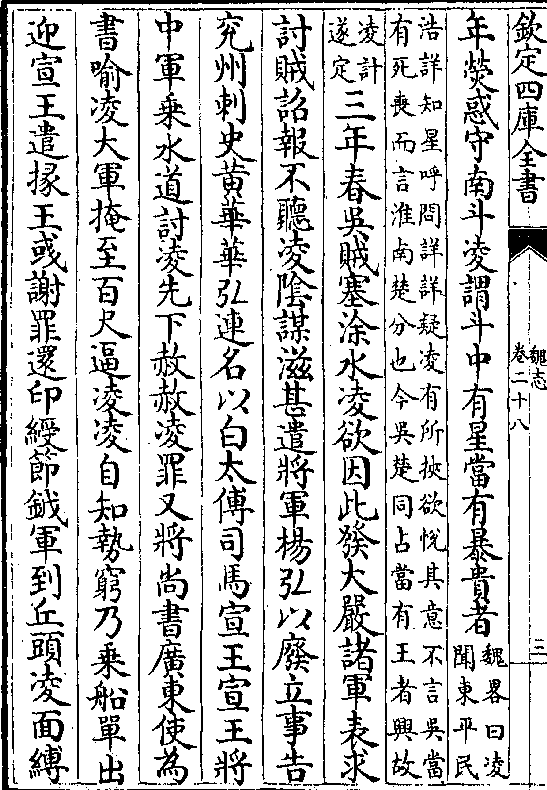 欽定四庫全書
魏志
卷二十八
三
年熒惑守南斗凌謂斗中有星當有暴貴者魏畧曰凌
聞東平民
浩詳知星呼問詳詳疑凌有所挾欲悅其意不言吳當
有死喪而言淮南楚分也今吳楚同占當有王者興故
凌計
遂定三年春吳賊塞涂水凌欲因此發大嚴諸軍表求
討賊詔報不聽凌陰謀滋甚遣將軍楊弘以廢立事告
兖州刺史黃華華弘連名以白太傅司馬宣王宣王將
中軍乘水道討凌先下赦赦凌罪又將尚書廣東使為
書喻凌大軍掩至百尺逼凌凌自知勢窮乃乘船單出
迎宣王遣掾王彧謝罪還印綬節鉞軍到丘頭凌面縛